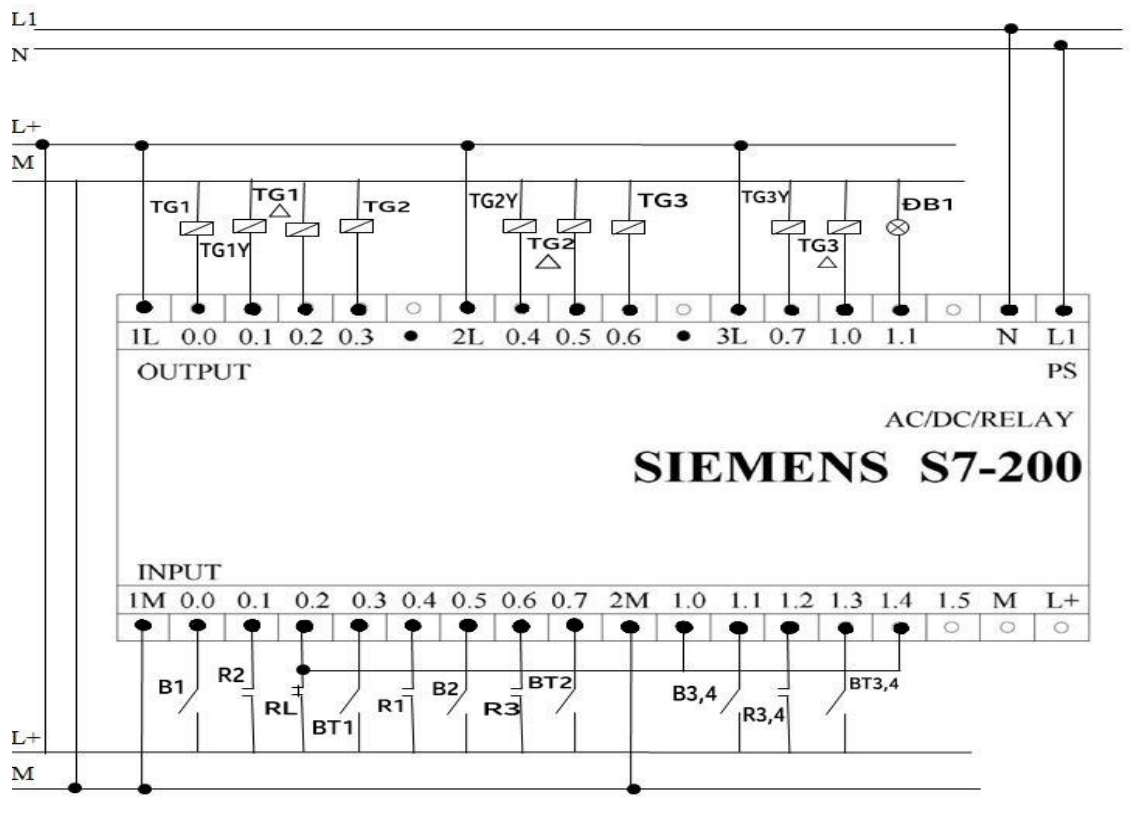 L1
N
L+
M
TG1
TG1Y
TG1
TG2
TG2Y
TG2
TG3
TG3Y
TG3
ĐB1
1L 0.0 0.1 0.2 0.3 2L 0.4 0.5 0.6 3L 0.7 1.0 1.1 N L1
OUTPUT PS
AC/DC/RELAY
SIEMENS S7-200
INPUT
1M 0.0 0.1 0.2 0.3 0.4 0.5 0.6 0.7 2M 1.0 1.1 1.2 1.3 1.4 1.5 M L+
B1
R2
RL
BT1
R1
B2
R3
BT2
B3,4
R3,4
BT3,4
L+
M